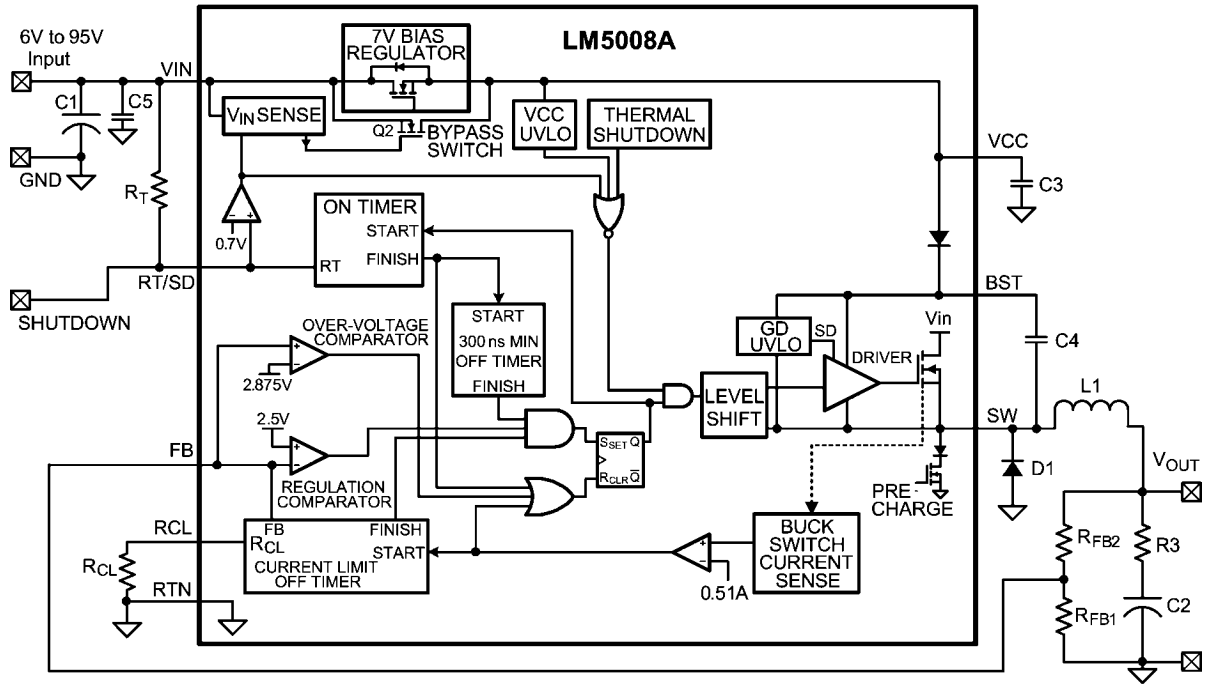 LM5008A
6V to 95V
Input
VIN
C1
C5
GND
RT
7V BIAS
REGULATOR
VIN SENSE
Q2
BYPASS
SWITCH
VCC
UVLO
THERMAL
SHUTDOWN
VCC
C3
0.7V
- +
ON TIMER
START
FINISH
RT
RT/SD
SHUTDOWN
START
300 ns MIN
OFF TIMER
FINISH
OVER-VOLTAGE
COMPARATOR
+
-
2.875V
2.5V
+
-
REGULATION
COMPARATOR
FB
BST
Vin
GD
UVLO
SD
DRIVER
C4
LEVEL
SHIFT
L1
SW
S SET Q
R CLR Q̅
D1
VOUT
PRE-
CHARGE
RCL
RCL
RTN
FB
FINISH
RCL
START
CURRENT LIMIT
OFF TIMER
+
-
0.51A
BUCK
SWITCH
CURRENT
SENSE
RFB2
R3
RFB1
C2